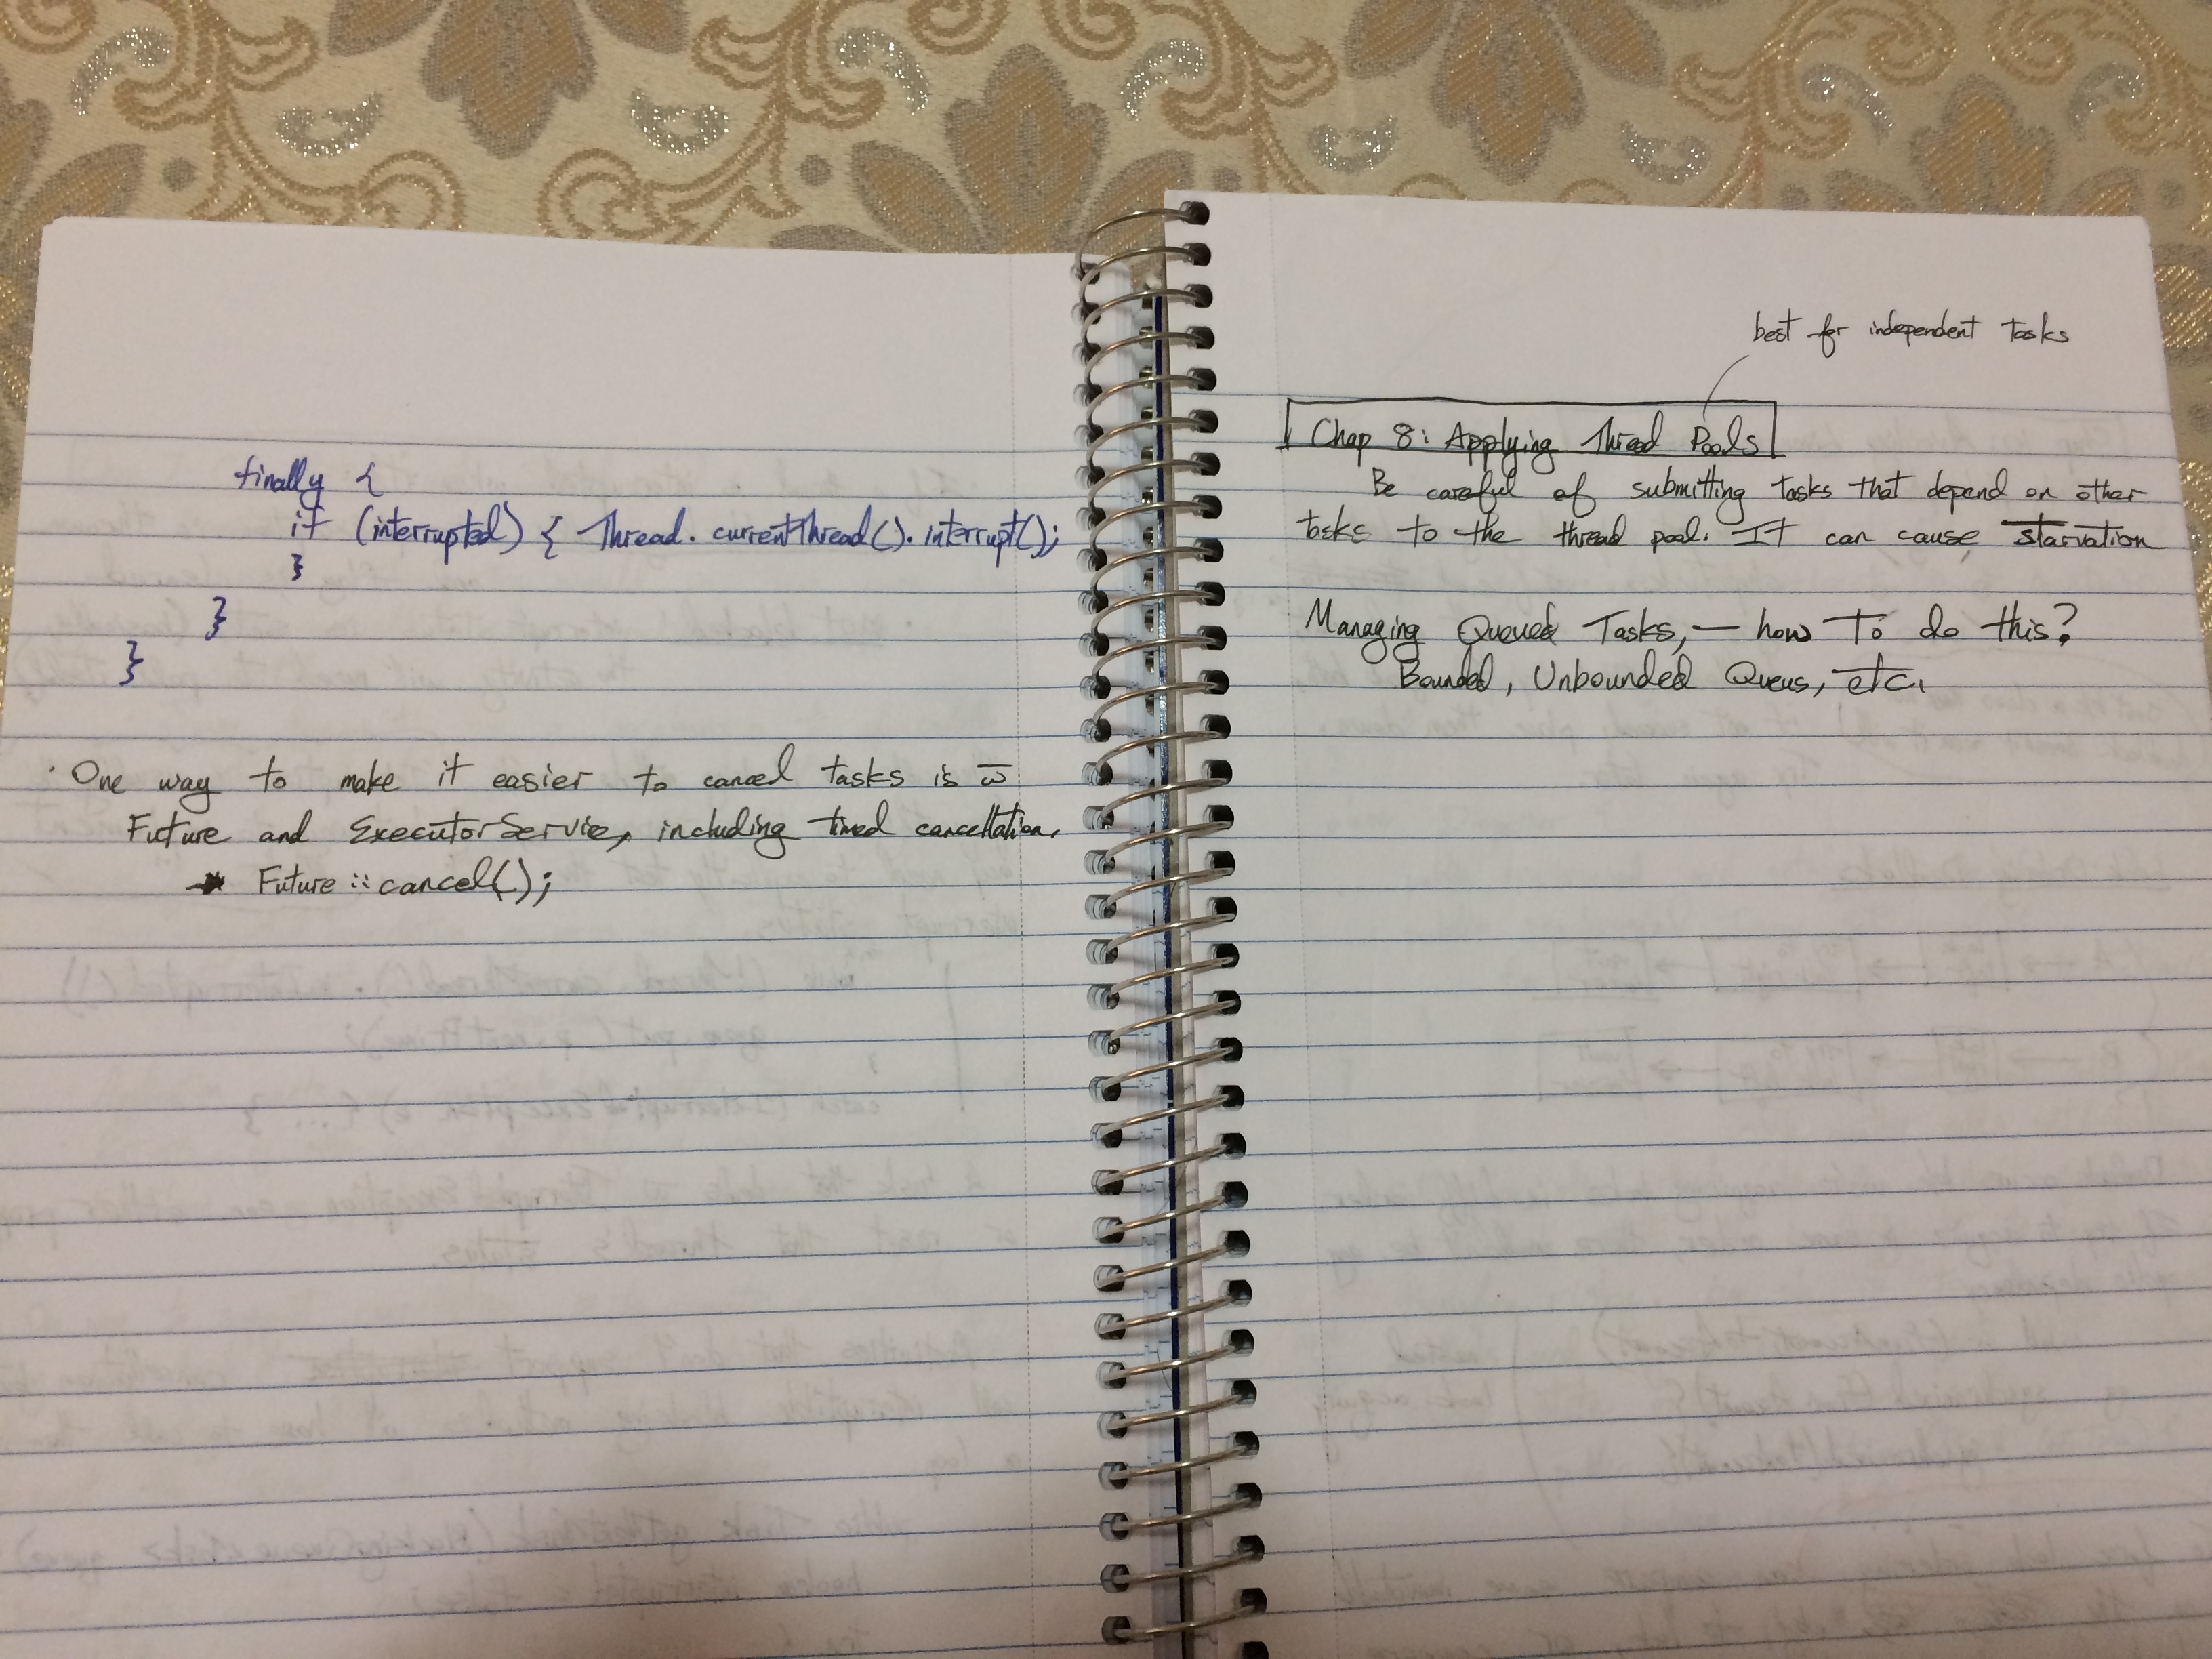 finally {
if (interrupted) { Thread.currentThread().interrupt();
}
}
}
· One way to make it easier to cancel tasks is w̄
Future and ExecutorService, including timed cancellation.
Future::cancel(.);
best for independent tasks
Chap 8: Applying Thread Pools
Be careful of submitting tasks that depend on other
tasks to the thread pool. It can cause starvation
Managing Queued Tasks, — how to do this?
Bounded, Unbounded Queus, etc..